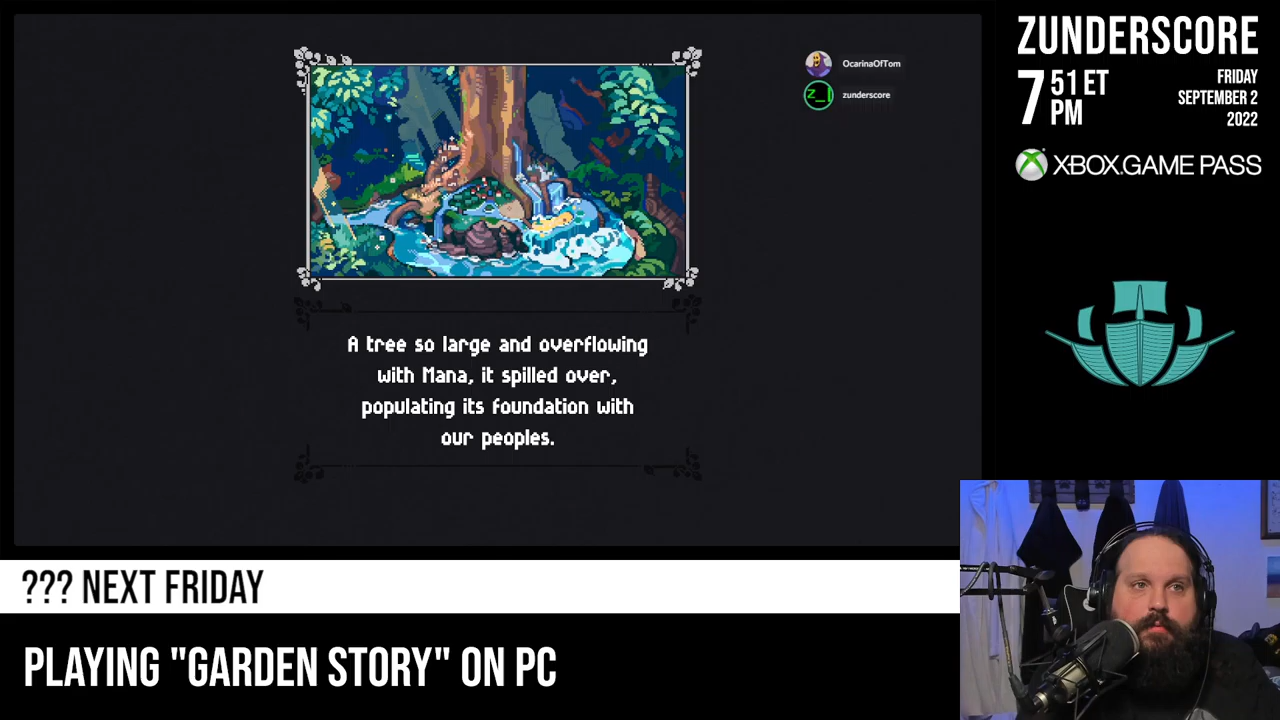 OcarinaOfTom
zunderscore
z_|
A tree so large and overflowing
with Mana, it spilled over,
populating its foundation with
our peoples.
ZUNDERSCORE
7 51 ET
PM
FRIDAY
SEPTEMBER 2
2022
XBOX.GAME PASS
??? NEXT FRIDAY
PLAYING "GARDEN STORY" ON PC